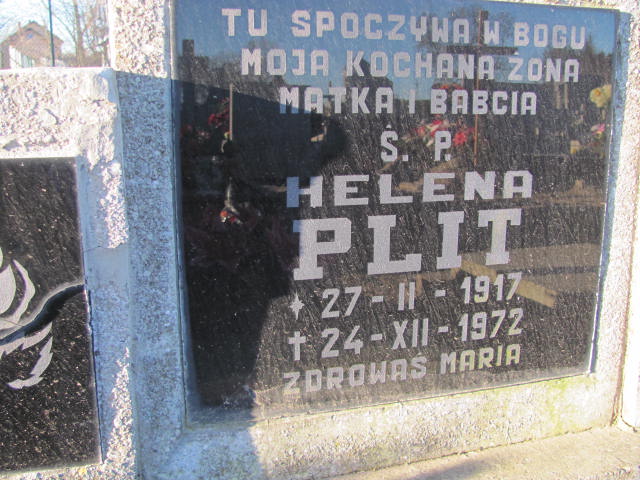 TU SPOCZYWA W BOGU
MOJA KOCHANA ŻONA
MATKA I BABCIA
Ś. P.
HELENA
PLIT
27-II-1917
† 24-XII-1972
ZDROWAŚ MARIA